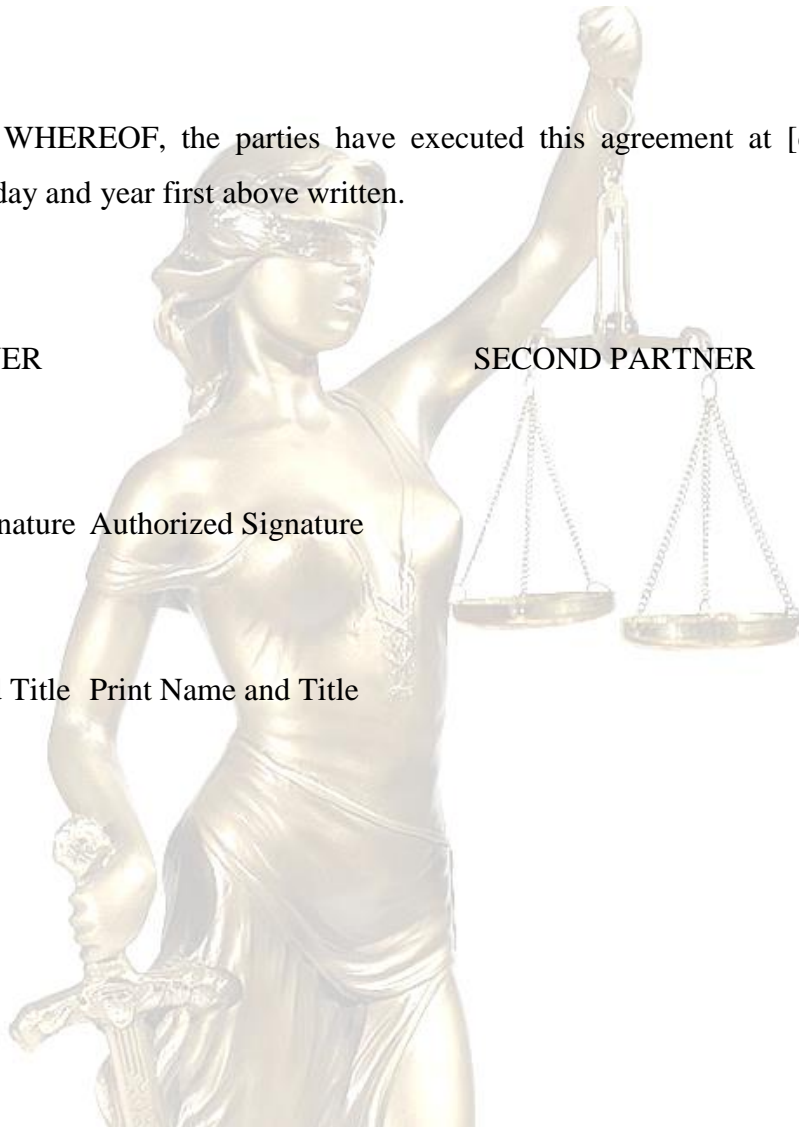 WHEREOF, the parties have executed this agreement at [
day and year first above written.
ER SECOND PARTNER
nature Authorized Signature
Title Print Name and Title